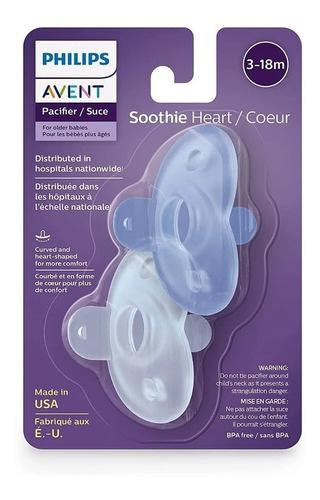 PHILIPS
AVENT
Pacifier / Suce
For older babies
Pour les bébés plus âgés
3-18m
Soothie Heart / Coeur
Distributed in
hospitals nationwide
Distribuée dans
les hôpitaux à
l'échelle nationale
Curved and
heart-shaped
for more comfort
Courbé et en forme
de cœur pour plus
de confort
Made in
USA
Fabriqué aux
É.-U.
WARNING:
Do not tie pacifier around
child's neck as it presents a
strangulation danger.
MISE EN GARDE :
Ne pas attacher la suce
autour du cou de l'enfant.
Il pourrait s'étrangler.
BPA free / sans BPA